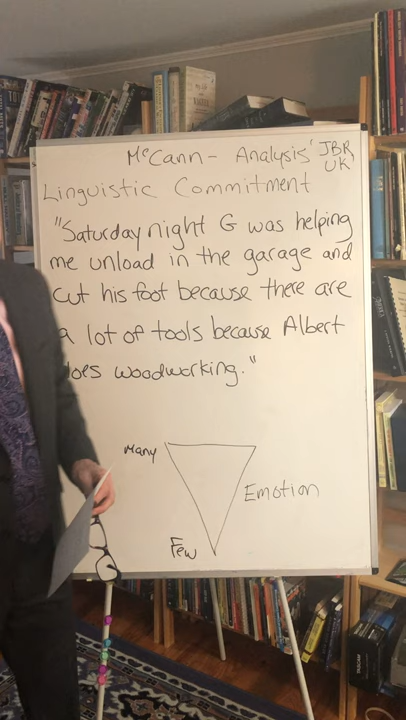 McCann - Analysis' JBR,
UK
Linguistic Commitment
"Saturday night G was helping
me unload in the garage and
cut his foot because there are
a lot of tools because Albert
does woodworking."
Many
Emotion
Few